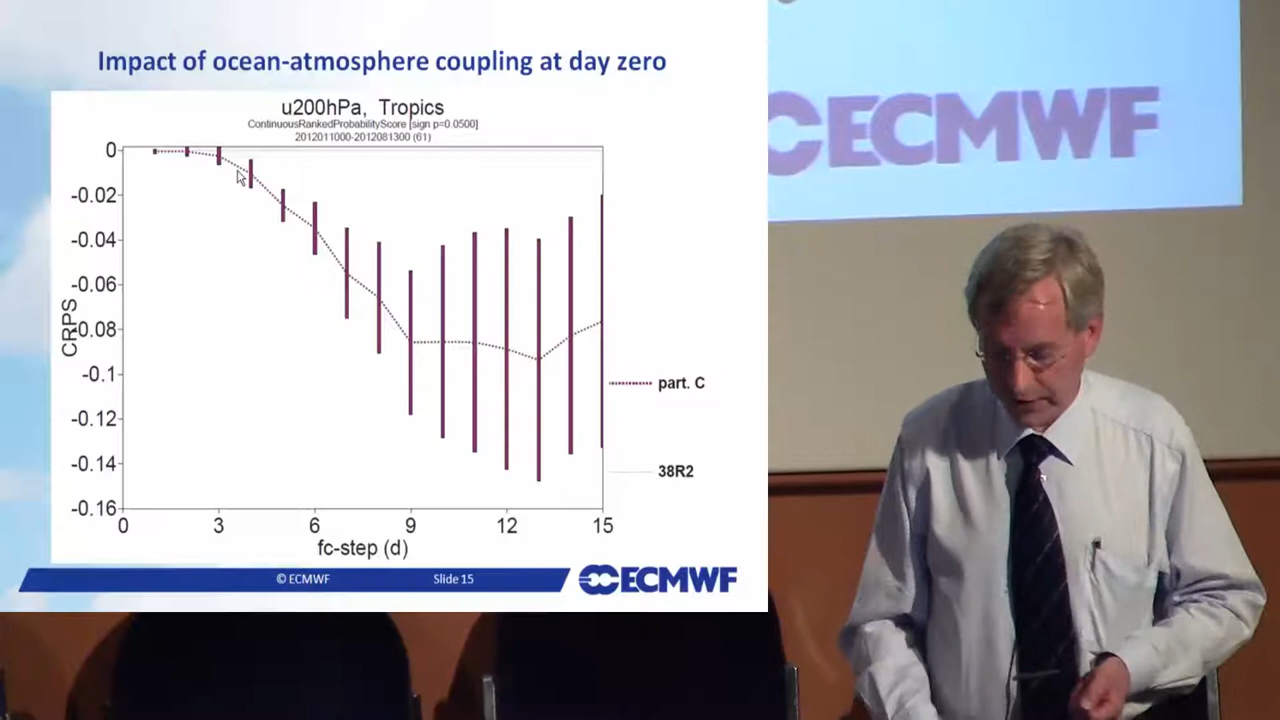 Impact of ocean-atmosphere coupling at day zero
u200hPa, Tropics
ContinuousRankedProbabilityScore [sign p=0.0500]
2012011000-2012081300 (61)
0
-0.02
-0.04
-0.06
-0.08
-0.1
-0.12
-0.14
-0.16
CRPS
0 3 6 9 12 15
fc-step (d)
part. C
38R2
© ECMWF Slide 15
ECMWF
ECMWF